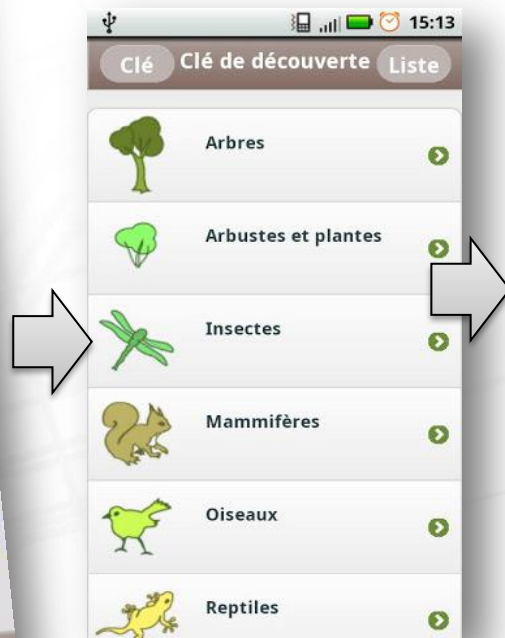 15:13
Clé Clé de découverte Liste
Arbres
Arbustes et plantes
Insectes
Mammifères
Oiseaux
Reptiles